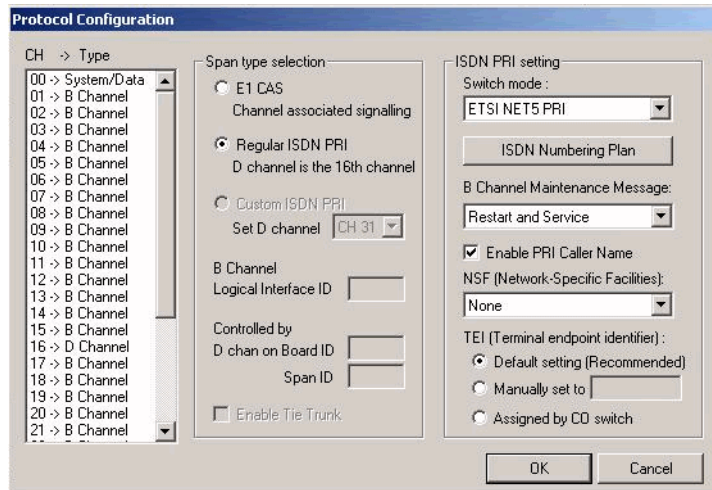 Protocol Configuration
CH -> Type
00 -> System/Data
01 -> B Channel
02 -> B Channel
03 -> B Channel
04 -> B Channel
05 -> B Channel
06 -> B Channel
07 -> B Channel
08 -> B Channel
09 -> B Channel
10 -> B Channel
11 -> B Channel
12 -> B Channel
13 -> B Channel
14 -> B Channel
15 -> B Channel
16 -> D Channel
17 -> B Channel
18 -> B Channel
19 -> B Channel
20 -> B Channel
21 -> B Channel
Span type selection
E1 CAS
Channel associated signalling
Regular ISDN PRI
D channel is the 16th channel
Custom ISDN PRI
Set D channel CH 31
B Channel
Logical Interface ID
Controlled by
D chan on Board ID
Span ID
Enable Tie Trunk
ISDN PRI setting
Switch mode :
ETSI NET5 PRI
ISDN Numbering Plan
B Channel Maintenance Message:
Restart and Service
Enable PRI Caller Name
NSF (Network-Specific Facilities):
None
TEI (Terminal endpoint identifier) :
Default setting (Recommended)
Manually set to
Assigned by CO switch
OK Cancel